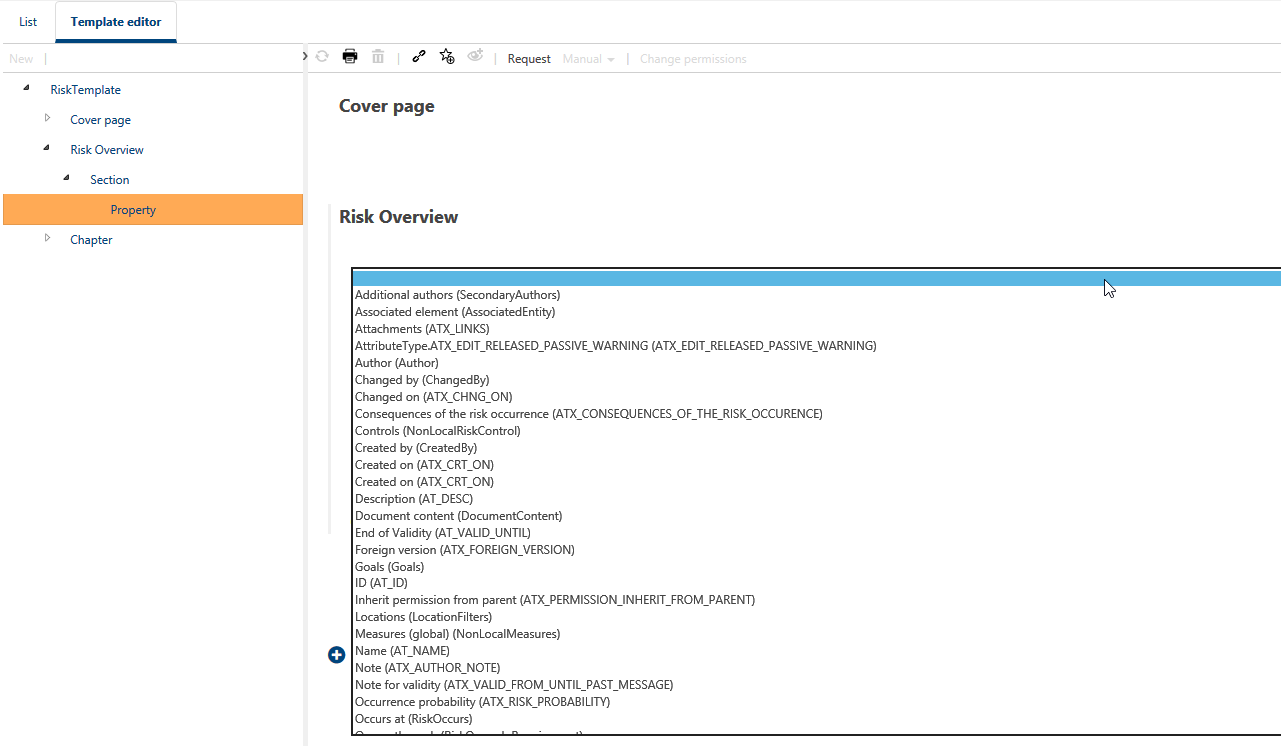 List
Template editor
New
Request
Manual
Change permissions
RiskTemplate
Cover page
Risk Overview
Section
Property
Chapter
Cover page
Risk Overview
Additional authors (SecondaryAuthors)
Associated element (AssociatedEntity)
Attachments (ATX_LINKS)
AttributeType.ATX_EDIT_RELEASED_PASSIVE_WARNING (ATX_EDIT_RELEASED_PASSIVE_WARNING)
Author (Author)
Changed by (ChangedBy)
Changed on (ATX_CHNG_ON)
Consequences of the risk occurrence (ATX_CONSEQUENCES_OF_THE_RISK_OCCURENCE)
Controls (NonLocalRiskControl)
Created by (CreatedBy)
Created on (ATX_CRT_ON)
Created on (ATX_CRT_ON)
Description (AT_DESC)
Document content (DocumentContent)
End of Validity (AT_VALID_UNTIL)
Foreign version (ATX_FOREIGN_VERSION)
Goals (Goals)
ID (AT_ID)
Inherit permission from parent (ATX_PERMISSION_INHERIT_FROM_PARENT)
Locations (LocationFilters)
Measures (global) (NonLocalMeasures)
Name (AT_NAME)
Note (ATX_AUTHOR_NOTE)
Note for validity (ATX_VALID_FROM_UNTIL_PAST_MESSAGE)
Occurrence probability (ATX_RISK_PROBABILITY)
Occurs at (RiskOccurs)